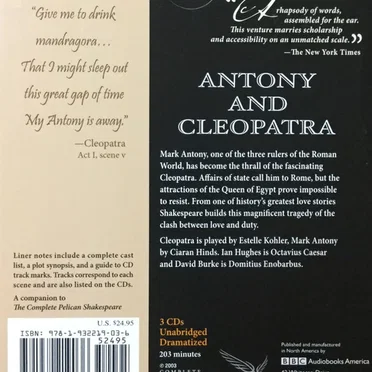 "Give me to drink
mandragora…
That I might sleep out
this great gap of time
My Antony is away."
—Cleopatra
Act I, scene v
Liner notes include a complete cast
list, a plot synopsis, and a guide to CD
track marks. Tracks correspond to each
scene and are also listed on the CDs.
A companion to
The Complete Pelican Shakespeare
U.S. $24.95
ISBN: 978-1-932219-03-6
52495
rhapsody of words,
assembled for the ear.
This venture marries scholarship
and accessibility on an unmatched scale."
—The New York Times
ANTONY
AND
CLEOPATRA
Mark Antony, one of the three rulers of the Roman
World, has become the thrall of the fascinating
Cleopatra. Affairs of state call him to Rome, but the
attractions of the Queen of Egypt prove impossible
to resist. From one of history's greatest love stories
Shakespeare builds this magnificent tragedy of the
clash between love and duty.
Cleopatra is played by Estelle Kohler, Mark Antony
by Ciaran Hinds. Ian Hughes is Octavius Caesar
and David Burke is Domitius Enobarbus.
3 CDs
Unabridged
Dramatized
203 minutes
© 2003
COMPLETE
Published and manufactured
in North America by
BBC Audiobooks America